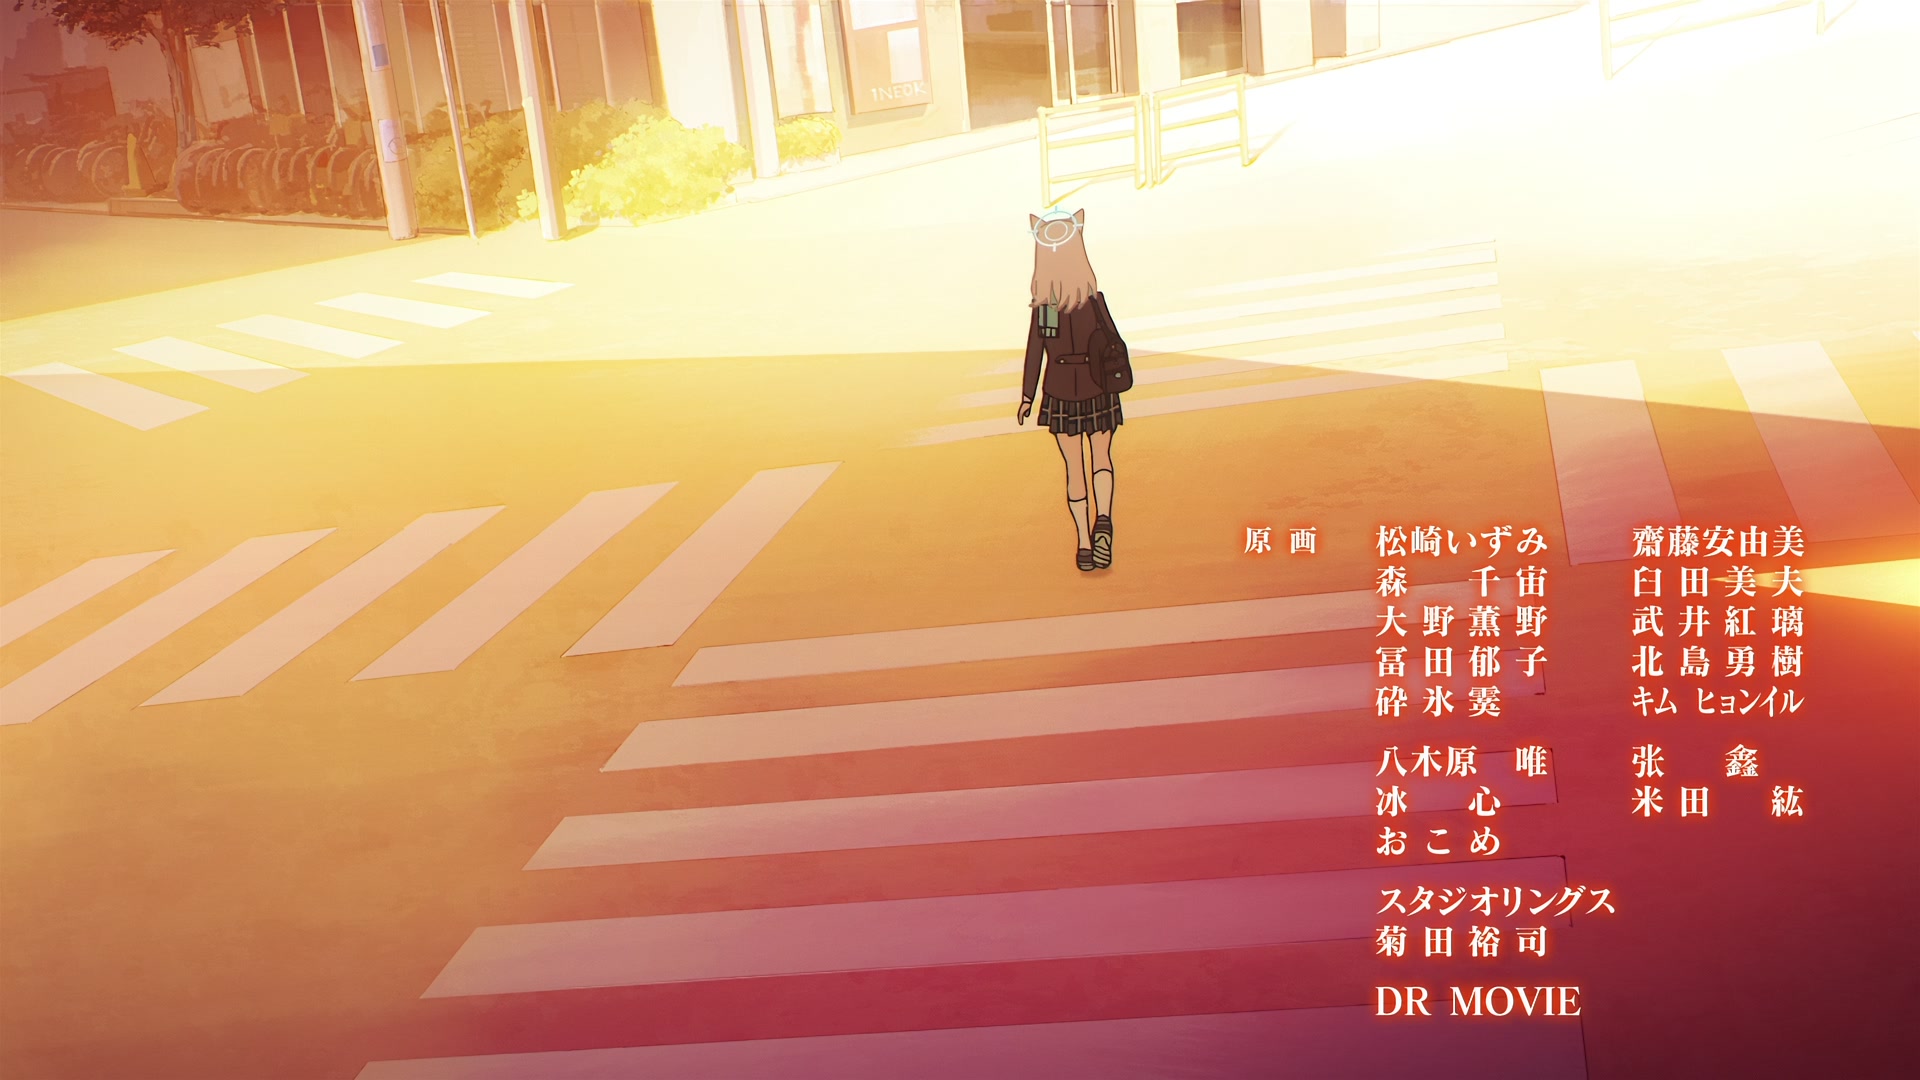 1NEOK
原画
松崎いずみ 齋藤安由美
森千宙 臼田美夫
大野薫野 武井紅璃
冨田郁子 北島勇樹
砕氷霙 キム ヒョンイル
八木原唯 张鑫
冰心 米田紘
おこめ
スタジオリングス
菊田裕司
DR MOVIE